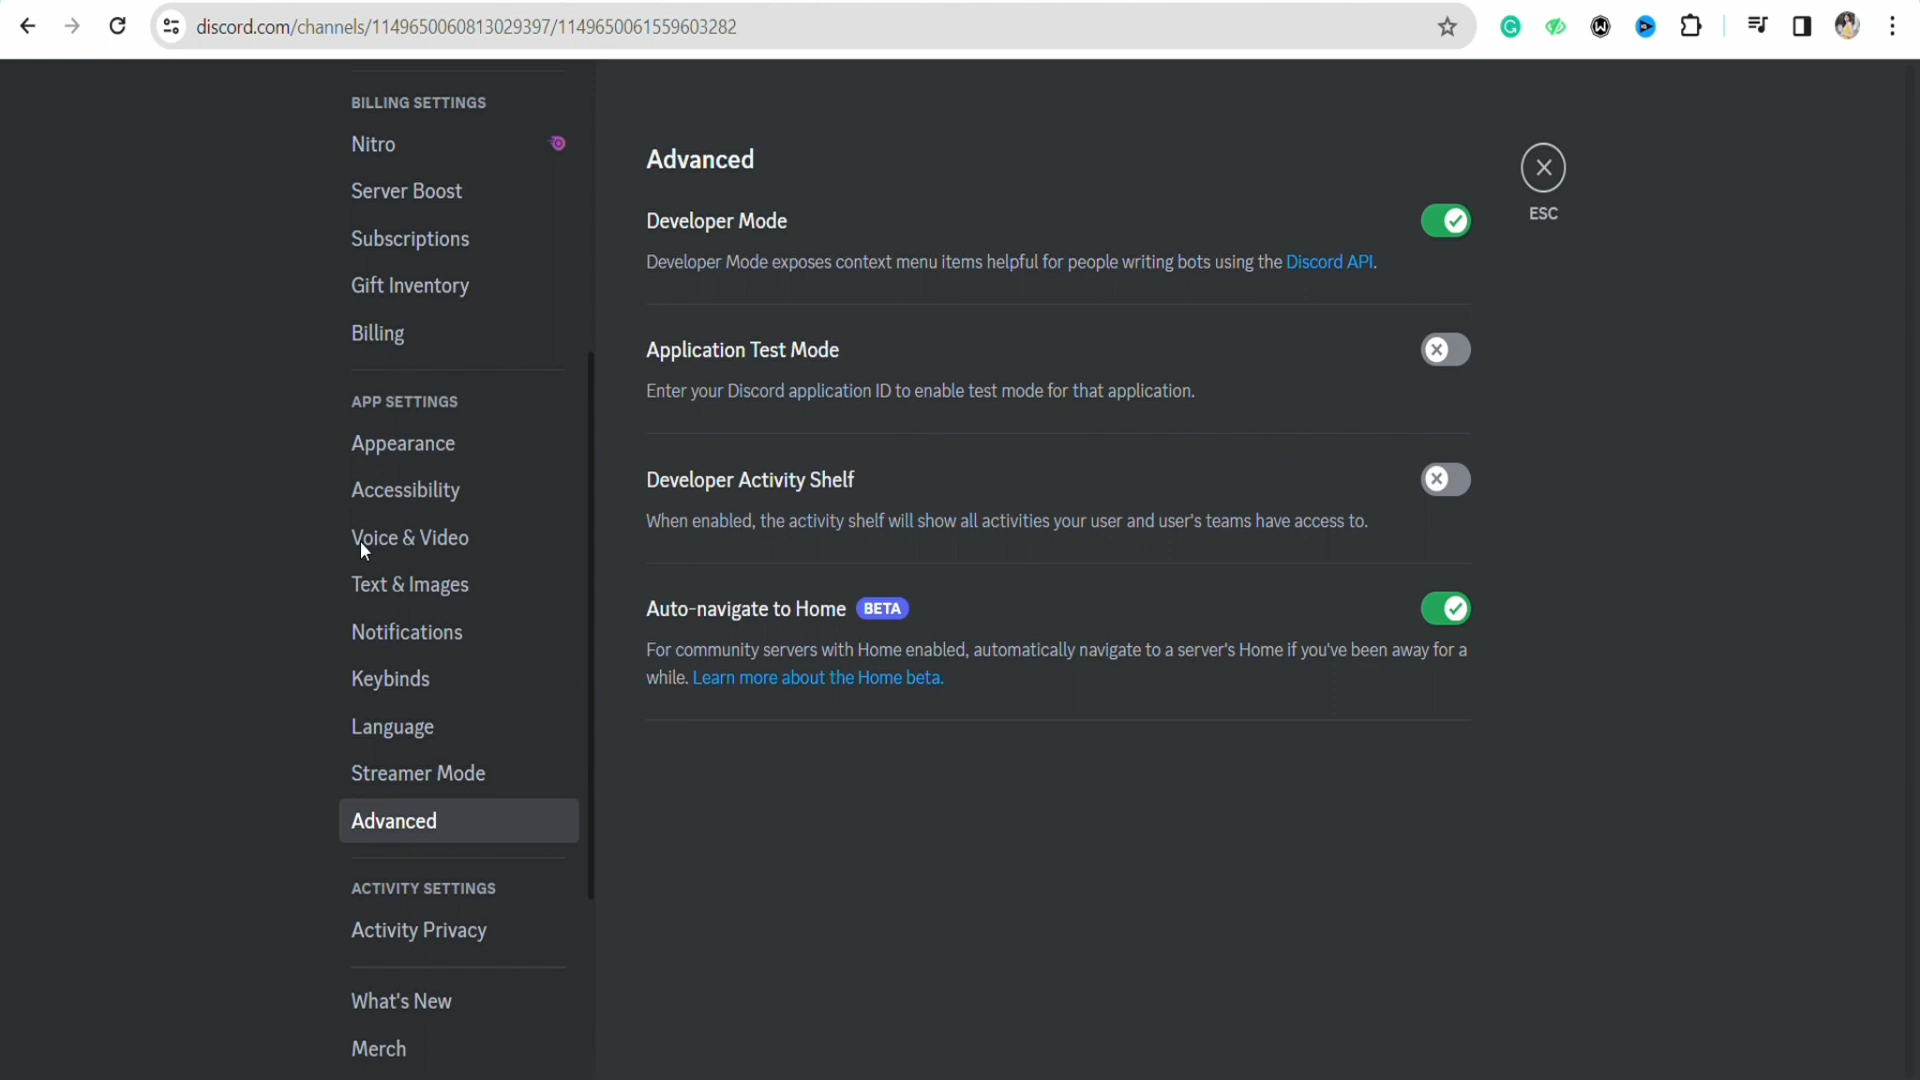 discord.com/channels/1149650060813029397/1149650061559603282
BILLING SETTINGS
Nitro
Server Boost
Subscriptions
Gift Inventory
Billing
APP SETTINGS
Appearance
Accessibility
Voice & Video
Text & Images
Notifications
Keybinds
Language
Streamer Mode
Advanced
ACTIVITY SETTINGS
Activity Privacy
What's New
Merch
Advanced
ESC
Developer Mode
Developer Mode exposes context menu items helpful for people writing bots using the Discord API.
Application Test Mode
Enter your Discord application ID to enable test mode for that application.
Developer Activity Shelf
When enabled, the activity shelf will show all activities your user and user's teams have access to.
Auto-navigate to Home BETA
For community servers with Home enabled, automatically navigate to a server's Home if you've been away for a
while. Learn more about the Home beta.